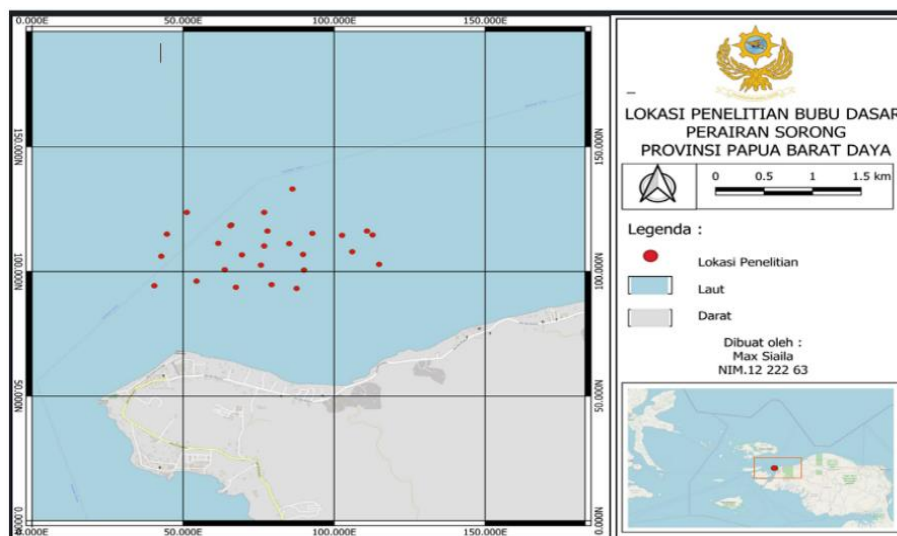 0.000E 50.000E 100.000E 150.000E
150.000N 150.000N
100.000N 100.000N
50.000N 50.000N
0.000N 0.000N
0.000E 50.000E 100.000E 150.000E
LOKASI PENELITIAN BUBU DASAR
PERAIRAN SORONG
PROVINSI PAPUA BARAT DAYA
0 0.5 1 1.5 km
Legenda :
Lokasi Penelitian
Laut
Darat
Dibuat oleh :
Max Siaila
NIM.12 222 63